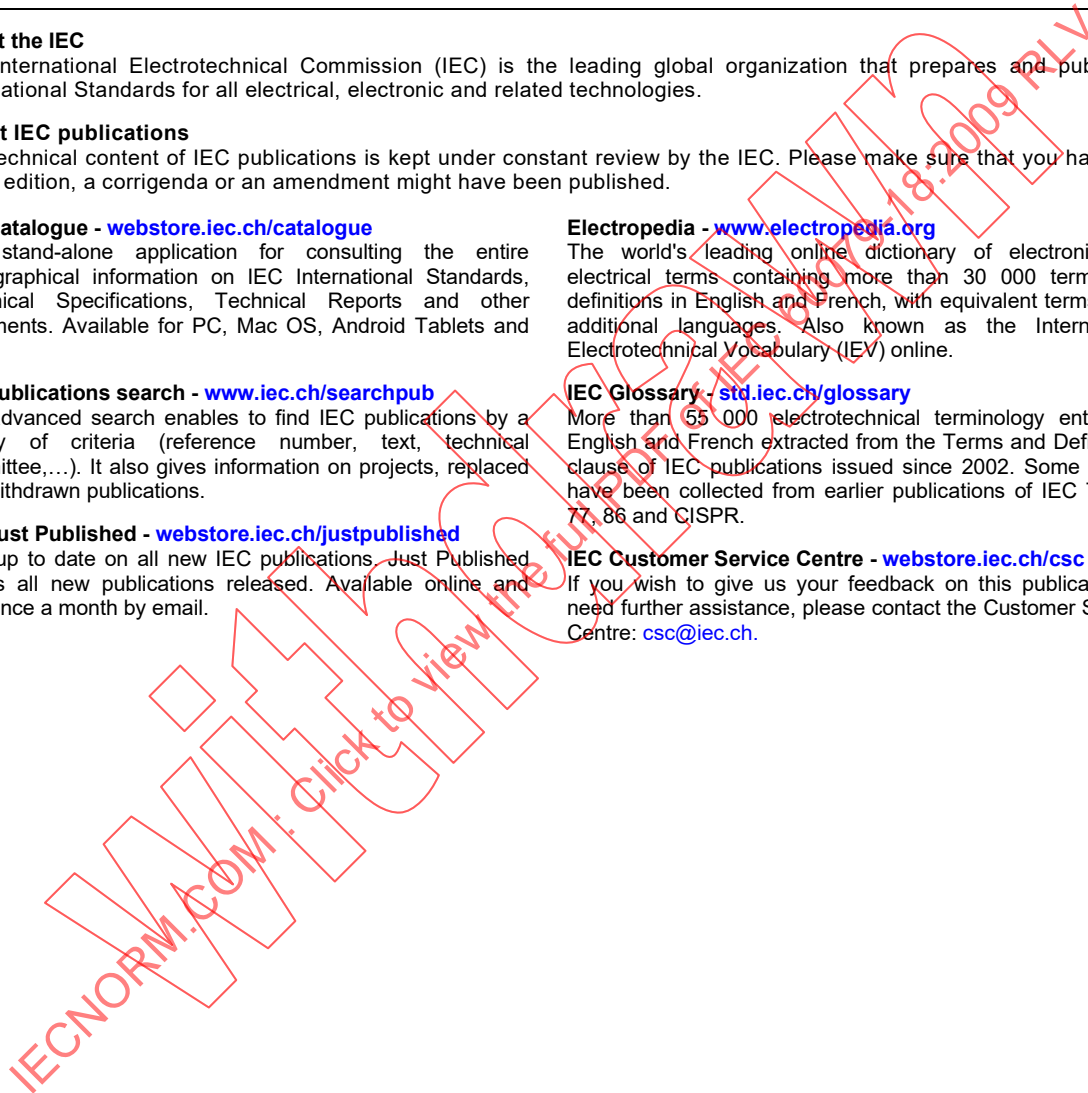 t the IEC
nternational Electrotechnical Commission (IEC) is the leading global organization that prepares and pub
ational Standards for all electrical, electronic and related technologies.
t IEC publications
echnical content of IEC publications is kept under constant review by the IEC. Please make sure that you ha
edition, a corrigenda or an amendment might have been published.
atalogue - webstore.iec.ch/catalogue
stand-alone application for consulting the entire
graphical information on IEC International Standards,
nical Specifications, Technical Reports and other
ments. Available for PC, Mac OS, Android Tablets and
ublications search - www.iec.ch/searchpub
dvanced search enables to find IEC publications by a
y of criteria (reference number, text, technical
ittee,…). It also gives information on projects, replaced
ithdrawn publications.
ust Published - webstore.iec.ch/justpublished
up to date on all new IEC publications. Just Published
s all new publications released. Available online and
nce a month by email.
Electropedia - www.electropedia.org
The world's leading online dictionary of electroni
electrical terms containing more than 30 000 term
definitions in English and French, with equivalent terms
additional languages. Also known as the Intern
Electrotechnical Vocabulary (IEV) online.
IEC Glossary - std.iec.ch/glossary
More than 55 000 electrotechnical terminology ent
English and French extracted from the Terms and Defi
clause of IEC publications issued since 2002. Some
have been collected from earlier publications of IEC
77, 86 and CISPR.
IEC Customer Service Centre - webstore.iec.ch/csc
If you wish to give us your feedback on this publica
need further assistance, please contact the Customer S
Centre: csc@iec.ch.
IECNORM.COM : Click to view the full PDF of IEC 60079-18:2009 RLV
withdrawn